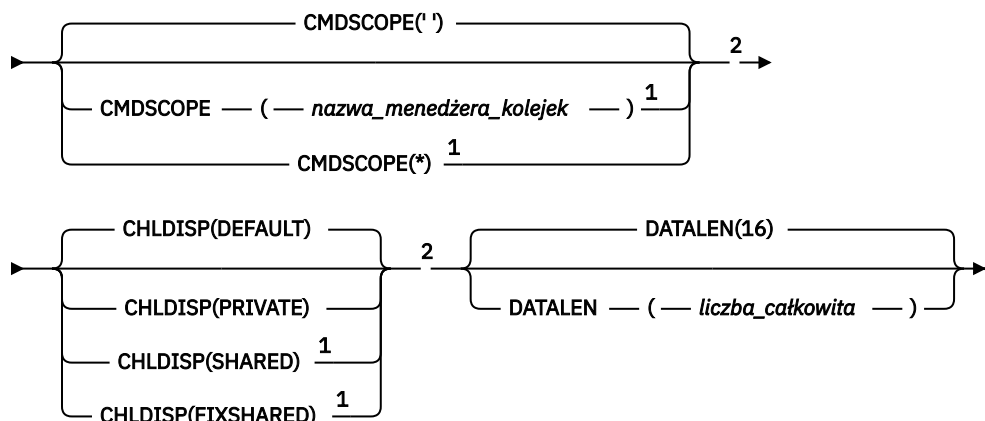 CMDSCOPE(' ')
2
CMDSCOPE ( nazwa_menedżera_kolejek ) 1
CMDSCOPE(*) 1
CHLDISP(DEFAULT)
2
CHLDISP(PRIVATE)
CHLDISP(SHARED) 1
CHLDISP(FIXSHARED) 1
DATALEN(16)
DATALEN ( liczba_całkowita )